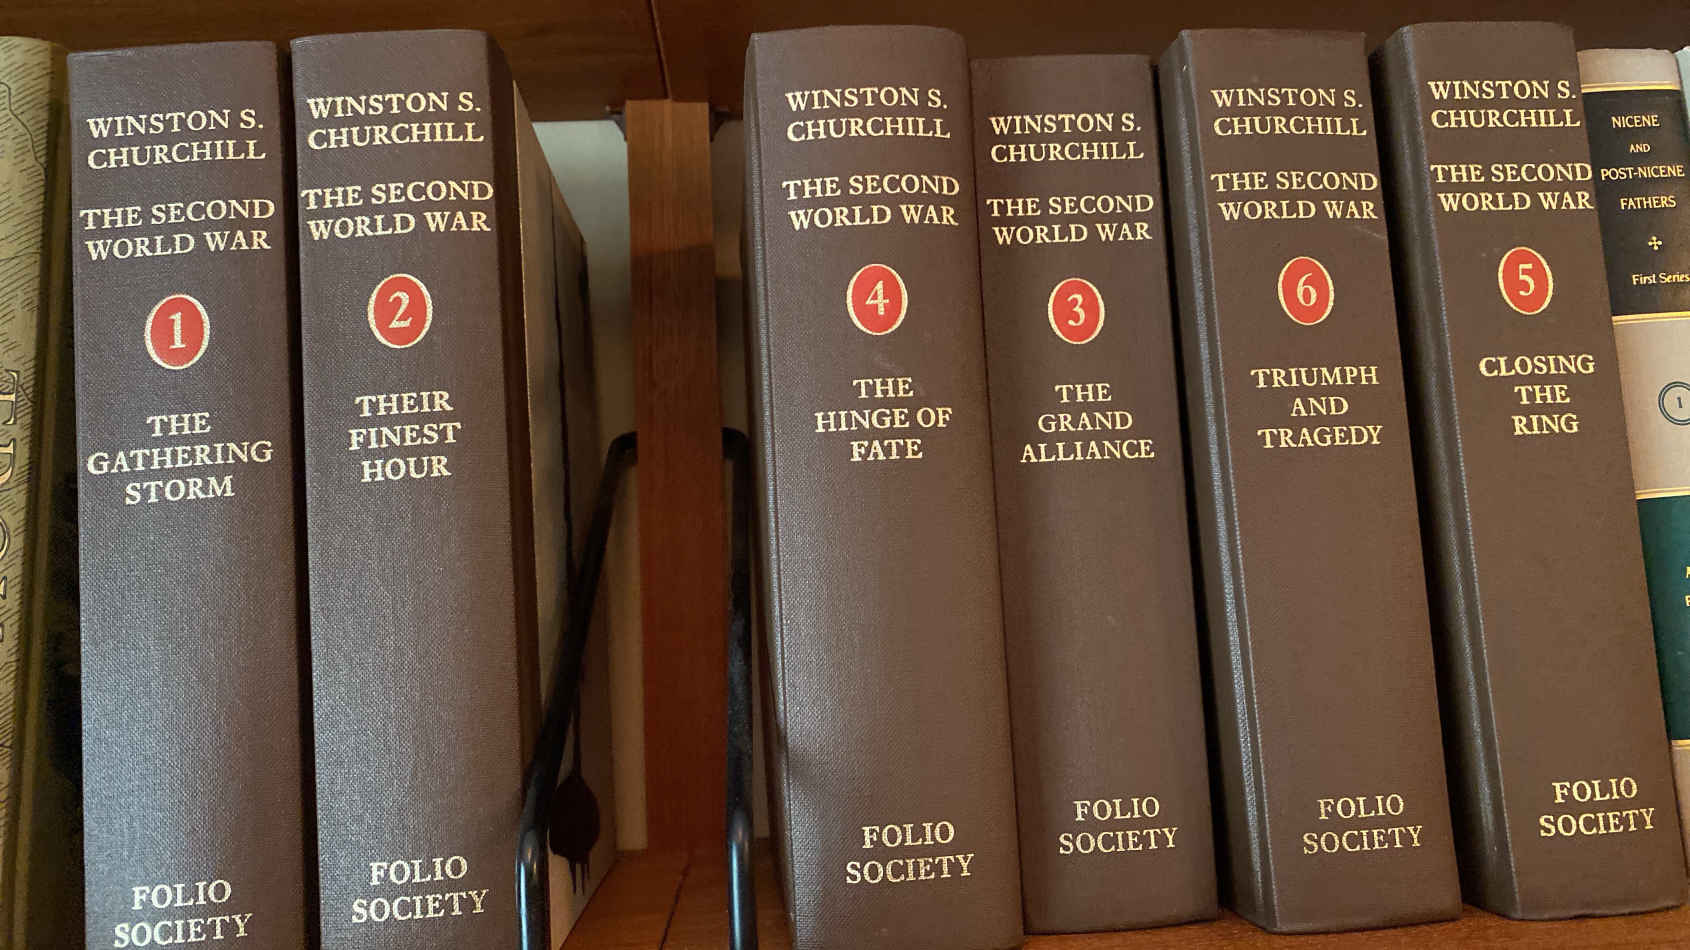 WINSTON S.
CHURCHILL
THE SECOND
WORLD WAR
1
THE
GATHERING
STORM
FOLIO
SOCIETY
WINSTON S.
CHURCHILL
THE SECOND
WORLD WAR
2
THEIR
FINEST
HOUR
FOLIO
SOCIETY
WINSTON S.
CHURCHILL
THE SECOND
WORLD WAR
4
THE
HINGE OF
FATE
FOLIO
SOCIETY
WINSTON S.
CHURCHILL
THE SECOND
WORLD WAR
3
THE
GRAND
ALLIANCE
FOLIO
SOCIETY
WINSTON S.
CHURCHILL
THE SECOND
WORLD WAR
6
TRIUMPH
AND
TRAGEDY
FOLIO
SOCIETY
WINSTON S.
CHURCHILL
THE SECOND
WORLD WAR
5
CLOSING
THE
RING
FOLIO
SOCIETY
NICENE
AND
POST-NICENE
FATHERS
First Series
1